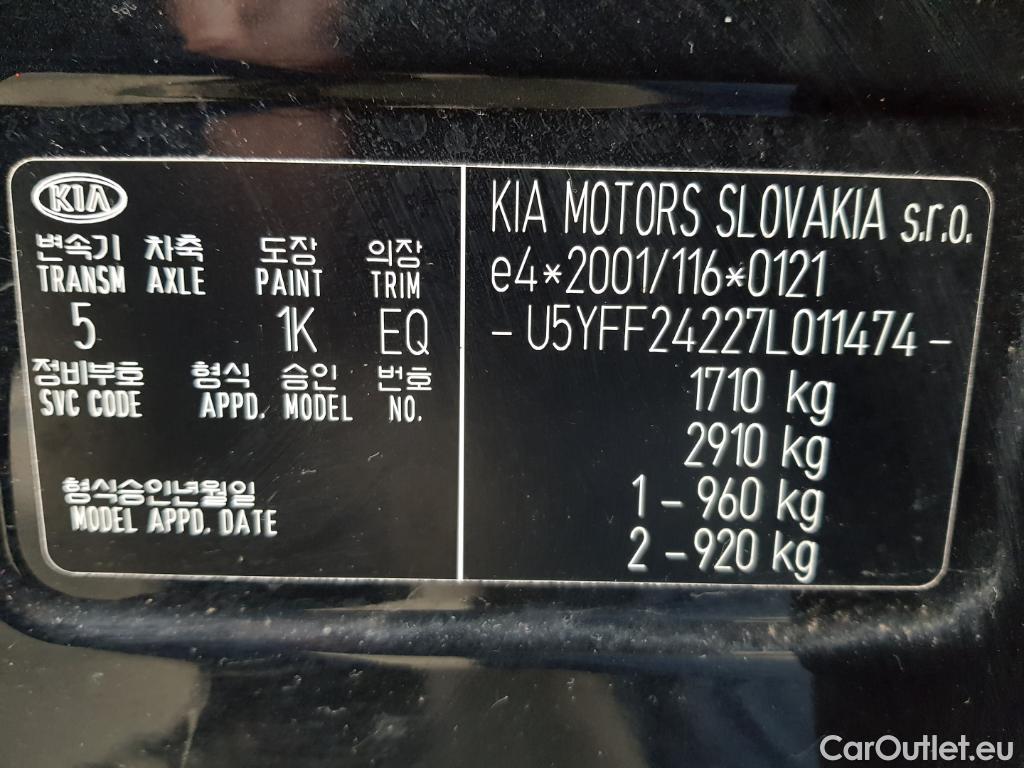 KIA
변속기 차축 도장 의장
TRANSM AXLE PAINT TRIM
5 1K EQ
정비부호 형식 승인 번호
SVC CODE APPD. MODEL NO.
형식승인년월일
MODEL APPD. DATE
KIA MOTORS SLOVAKIA s.r.o.
e4*2001/116*0121
- U5YFF24227L011474 -
1710 kg
2910 kg
1 - 960 kg
2 - 920 kg
CarOutlet.eu